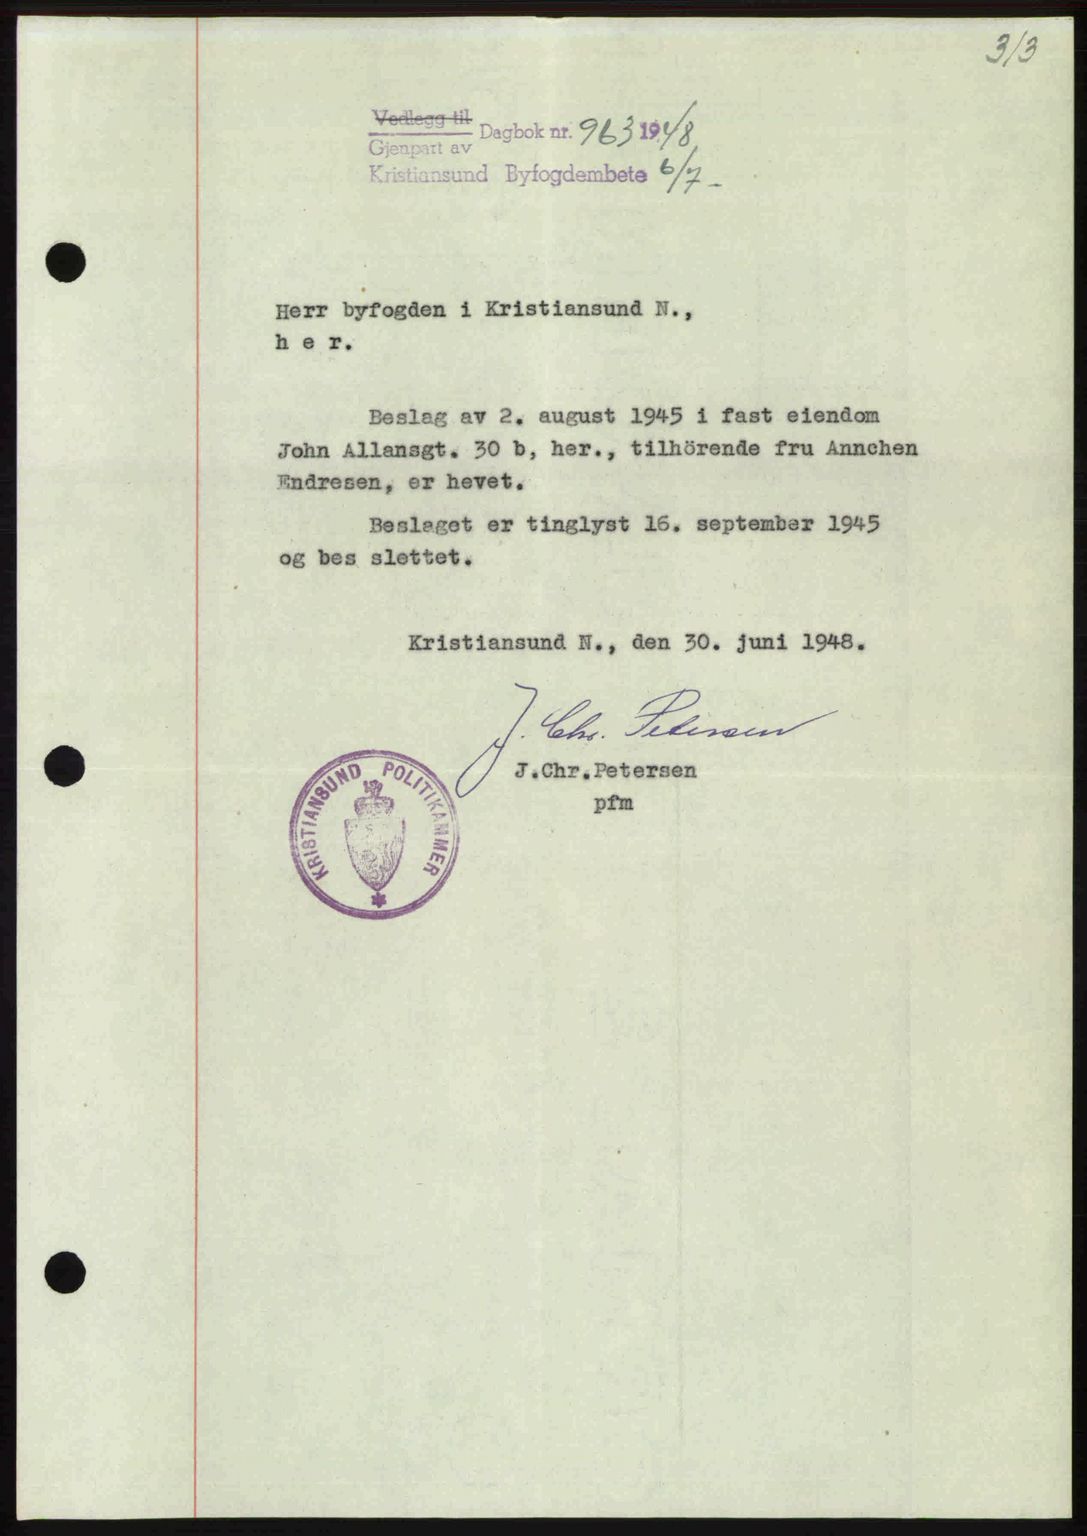 3/3
Vedlegg til
Gjenpart av
Dagbok nr. 963 1948
Kristiansund Byfogdembete 6/7 -
Herr byfogden i Kristiansund N.,
h e r.
Beslag av 2. august 1945 i fast eiendom
John Allansgt. 30 b, her., tilhörende fru Annchen
Endresen, er hevet.
Beslaget er tinglyst 16. september 1945
og bes slettet.
Kristiansund N., den 30. juni 1948.
J. Chr. Petersen
J.Chr.Petersen
pfm
KRISTIANSUND POLITIKAMMER